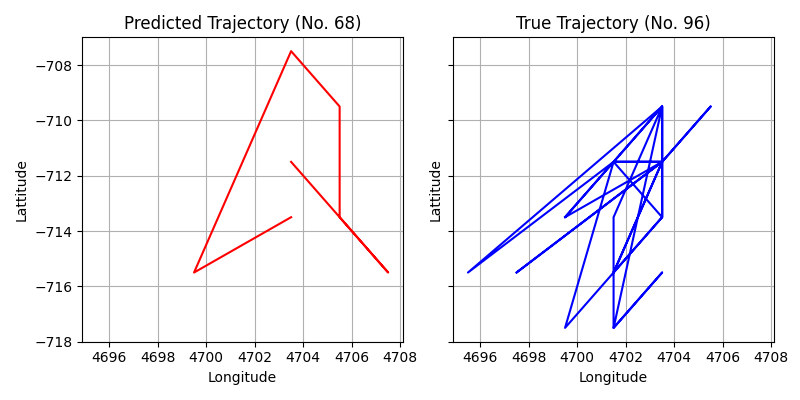 Predicted Trajectory (No. 68)
True Trajectory (No. 96)
−708
−710
−712
−714
−716
−718
Lattitude
Lattitude
4696 4698 4700 4702 4704 4706 4708
4696 4698 4700 4702 4704 4706 4708
Longitude
Longitude